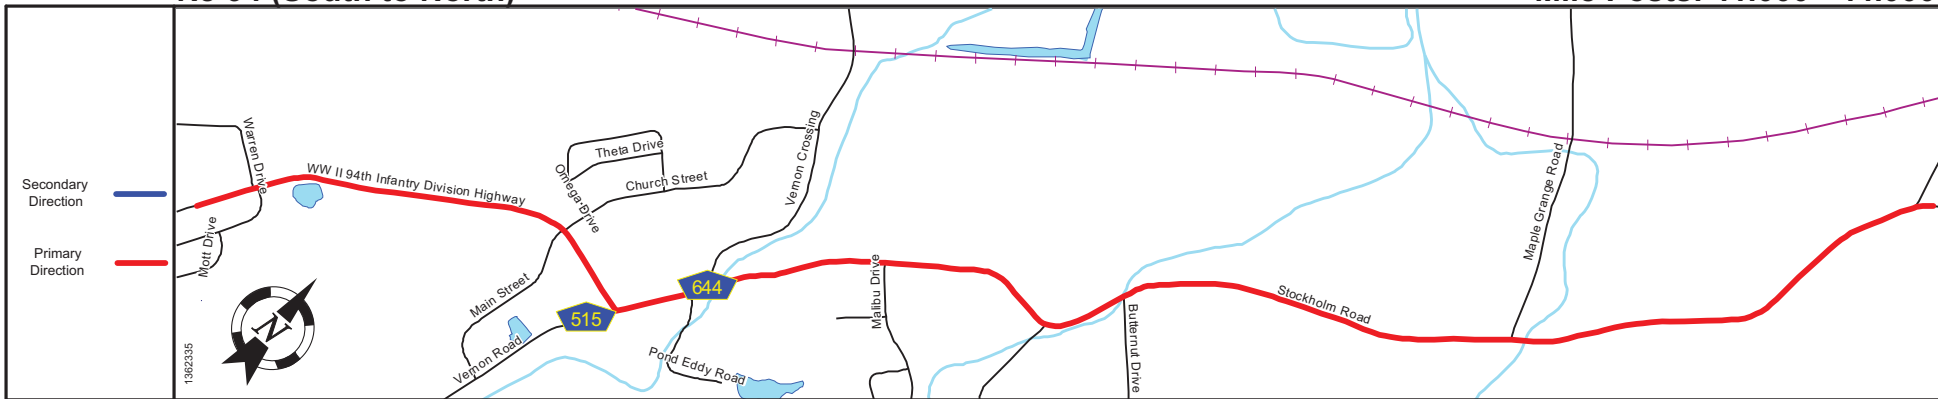 Secondary
Direction
Primary
Direction
Warren Drive
WW II 94th Infantry Division Highway
Mott Drive
Theta Drive
Omega Drive
Church Street
Vernon Crossing
Main Street
Vernon Road
515
644
Pond Eddy Road
Malibu Drive
Butternut Drive
Stockholm Road
Maple Grange Road
N
1362335